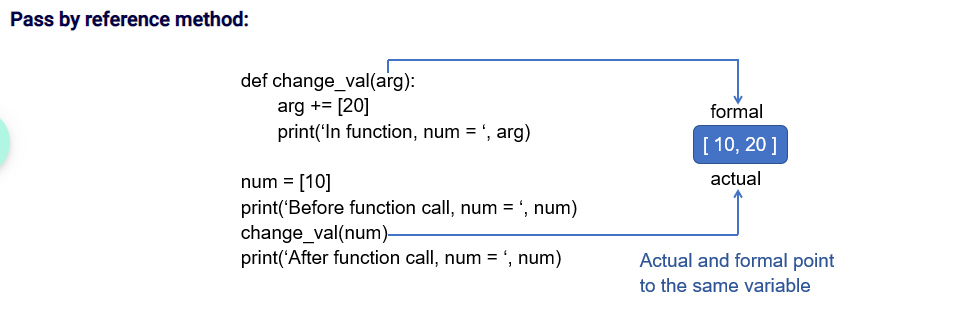 Pass by reference method:
def change_val(arg):
arg += [20]
print(‘In function, num = ‘, arg)
num = [10]
print(‘Before function call, num = ‘, num)
change_val(num)
print(‘After function call, num = ‘, num)
formal
[ 10, 20 ]
actual
Actual and formal point
to the same variable